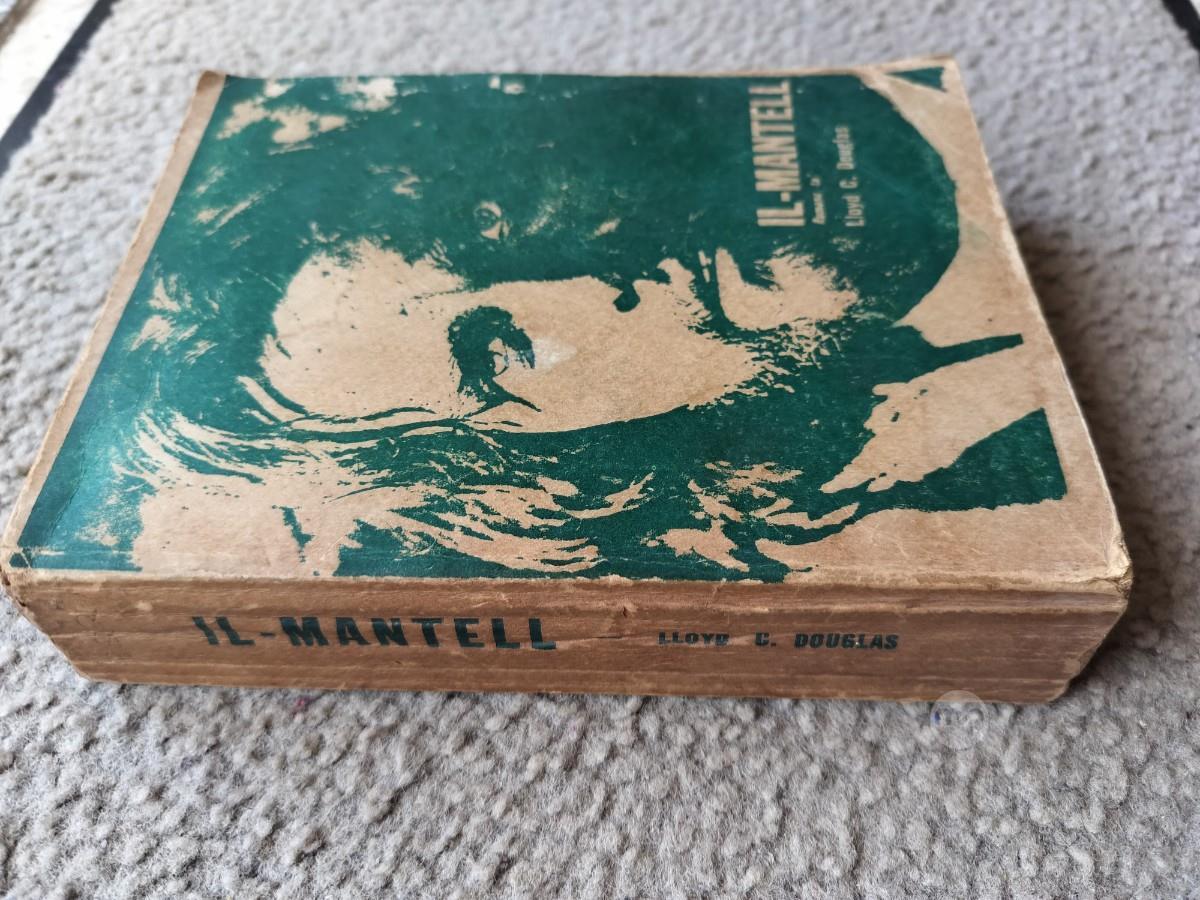 IL-MANTELL
Rumanz ta'
Lloyd C. Douglas
IL-MANTELL - LLOYD C. DOUGLAS